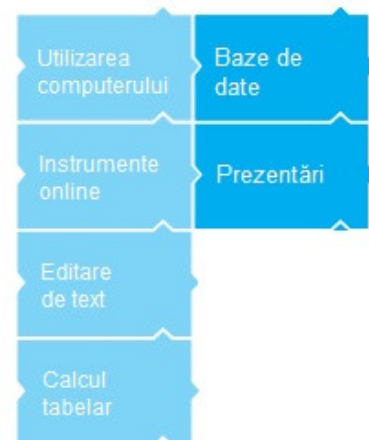 Utilizarea
computerului
Baze de
date
Instrumente
online
Prezentări
Editare
de text
Calcul
tabelar